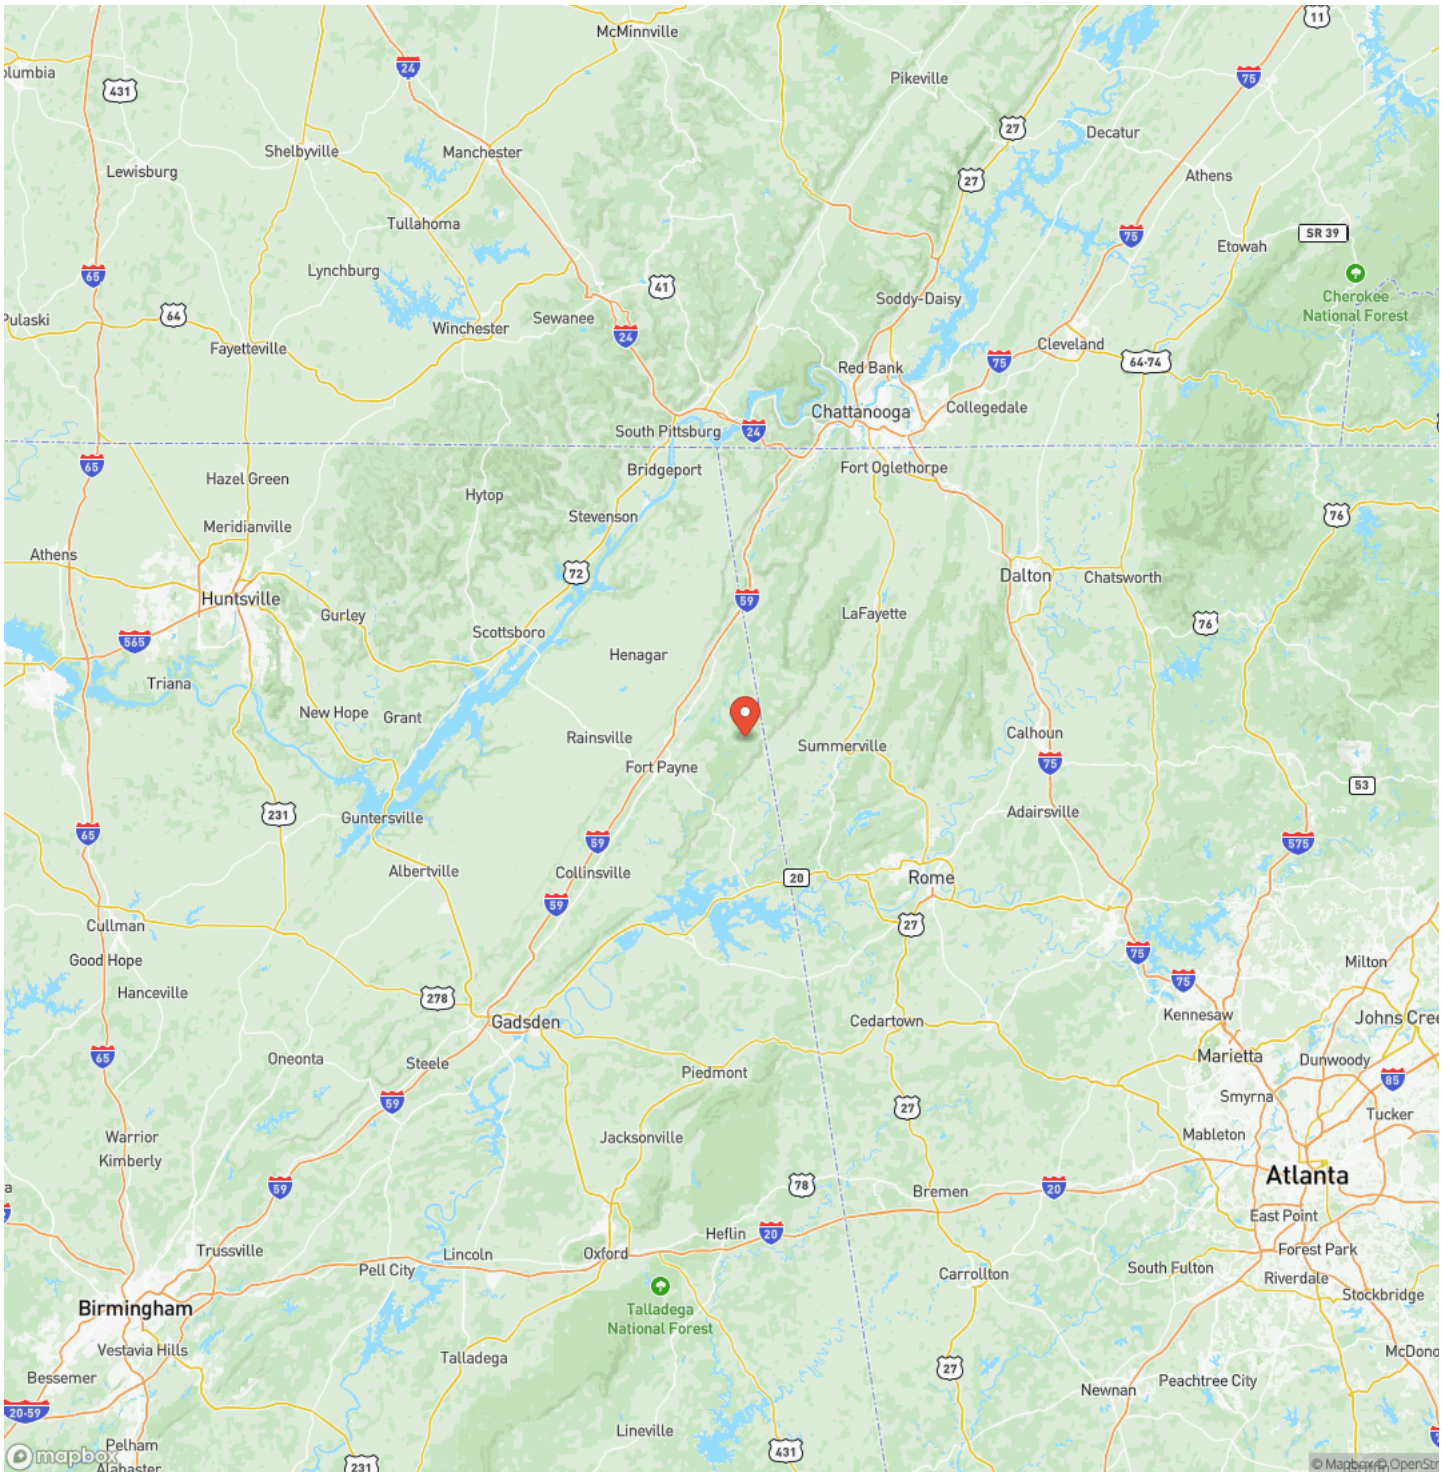 McMinnville
11
24
75
olumbia
431
Pikeville
27
Decatur
Shelbyville
Manchester
Lewisburg
27
Athens
Tullahoma
SR 39
75
Etowah
65
Lynchburg
41
Cherokee
National Forest
Soddy-Daisy
64
Pulaski
Winchester
Sewanee
24
Fayetteville
Cleveland
75
64-74
Red Bank
Chattanooga
Collegedale
South Pittsburg
24
65
Bridgeport
Fort Oglethorpe
Hazel Green
Hytop
Stevenson
76
Meridianville
Athens
72
Dalton
Chatsworth
Huntsville
59
Gurley
LaFayette
76
565
Scottsboro
Henagar
Triana
New Hope
Grant
Rainsville
Summerville
Calhoun
75
Fort Payne
53
231
Guntersville
Adairsville
65
59
575
Albertville
Collinsville
20
Rome
59
Cullman
27
75
Good Hope
Milton
75
Hanceville
278
Kennesaw
Gadsden
Cedartown
Johns Cree
65
Oneonta
Steele
Marietta
Dunwoody
Piedmont
85
59
Smyrna
27
Tucker
Warrior
Jacksonville
Mableton
Kimberly
59
78
Bremen
20
Atlanta
East Point
Heflin
20
Trussville
Lincoln
Oxford
Forest Park
Pell City
Carrollton
South Fulton
Riverdale
Stockbridge
Birmingham
Talladega
National Forest
Vestavia Hills
Talladega
McDono
Bessemer
27
Peachtree City
Newnan
20-59
Lineville
Pelham
431
mapbox
Alabaster
231
© Mapbox © OpenStr